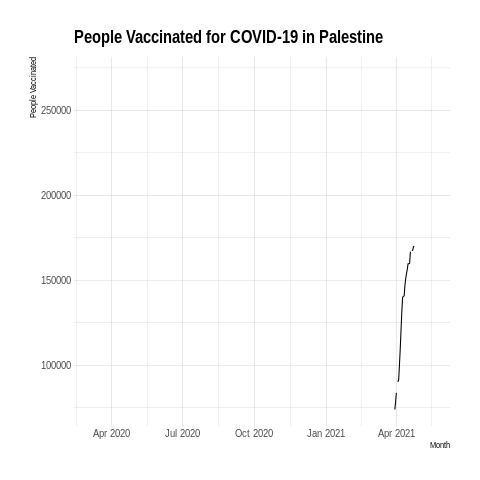 People Vaccinated for COVID-19 in Palestine
People Vaccinated
250000
200000
150000
100000
Apr 2020 Jul 2020 Oct 2020 Jan 2021 Apr 2021
Month